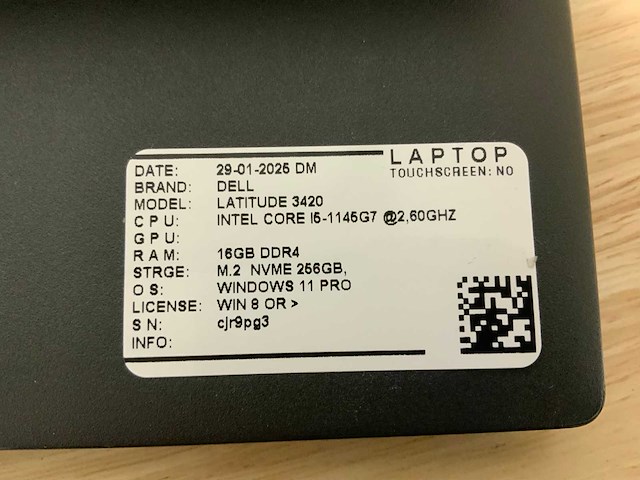 LAPTOP
TOUCHSCREEN: NO
DATE: 29-01-2025 DM
BRAND: DELL
MODEL: LATITUDE 3420
CPU: INTEL CORE I5-1145G7 @2,60GHZ
GPU:
RAM: 16GB DDR4
STRGE: M.2 NVME 256GB,
OS: WINDOWS 11 PRO
LICENSE: WIN 8 OR >
SN: cjr9pg3
INFO: